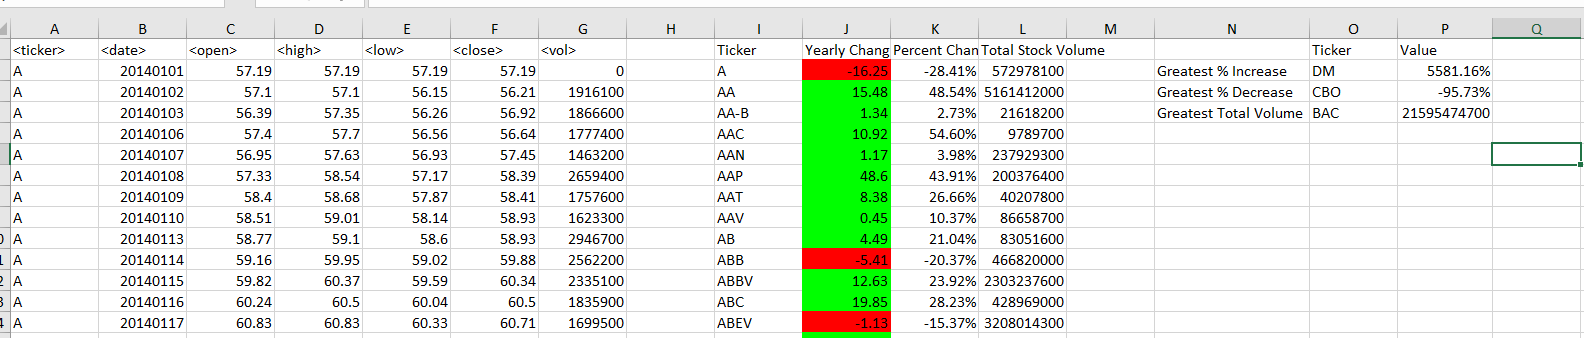 A B C D E F G H I J K L M N O P Q
<ticker> <date> <open> <high> <low> <close> <vol> Ticker Yearly Chang Percent Chan Total Stock Volume Ticker Value
A 20140101 57.19 57.19 57.19 57.19 0 A -16.25 -28.41% 572978100 Greatest % Increase DM 5581.16%
A 20140102 57.1 57.1 56.15 56.21 1916100 AA 15.48 48.54% 5161412000 Greatest % Decrease CBO -95.73%
A 20140103 56.39 57.35 56.26 56.92 1866600 AA-B 1.34 2.73% 21618200 Greatest Total Volume BAC 21595474700
A 20140106 57.4 57.7 56.56 56.64 1777400 AAC 10.92 54.60% 9789700
A 20140107 56.95 57.63 56.93 57.45 1463200 AAN 1.17 3.98% 237929300
A 20140108 57.33 58.54 57.17 58.39 2659400 AAP 48.6 43.91% 200376400
A 20140109 58.4 58.68 57.87 58.41 1757600 AAT 8.38 26.66% 40207800
A 20140110 58.51 59.01 58.14 58.93 1623300 AAV 0.45 10.37% 86658700
A 20140113 58.77 59.1 58.6 58.93 2946700 AB 4.49 21.04% 83051600
A 20140114 59.16 59.95 59.02 59.88 2562200 ABB -5.41 -20.37% 466820000
A 20140115 59.82 60.37 59.59 60.34 2335100 ABBV 12.63 23.92% 2303237600
A 20140116 60.24 60.5 60.04 60.5 1835900 ABC 19.85 28.23% 428969000
A 20140117 60.83 60.83 60.33 60.71 1699500 ABEV -1.13 -15.37% 3208014300